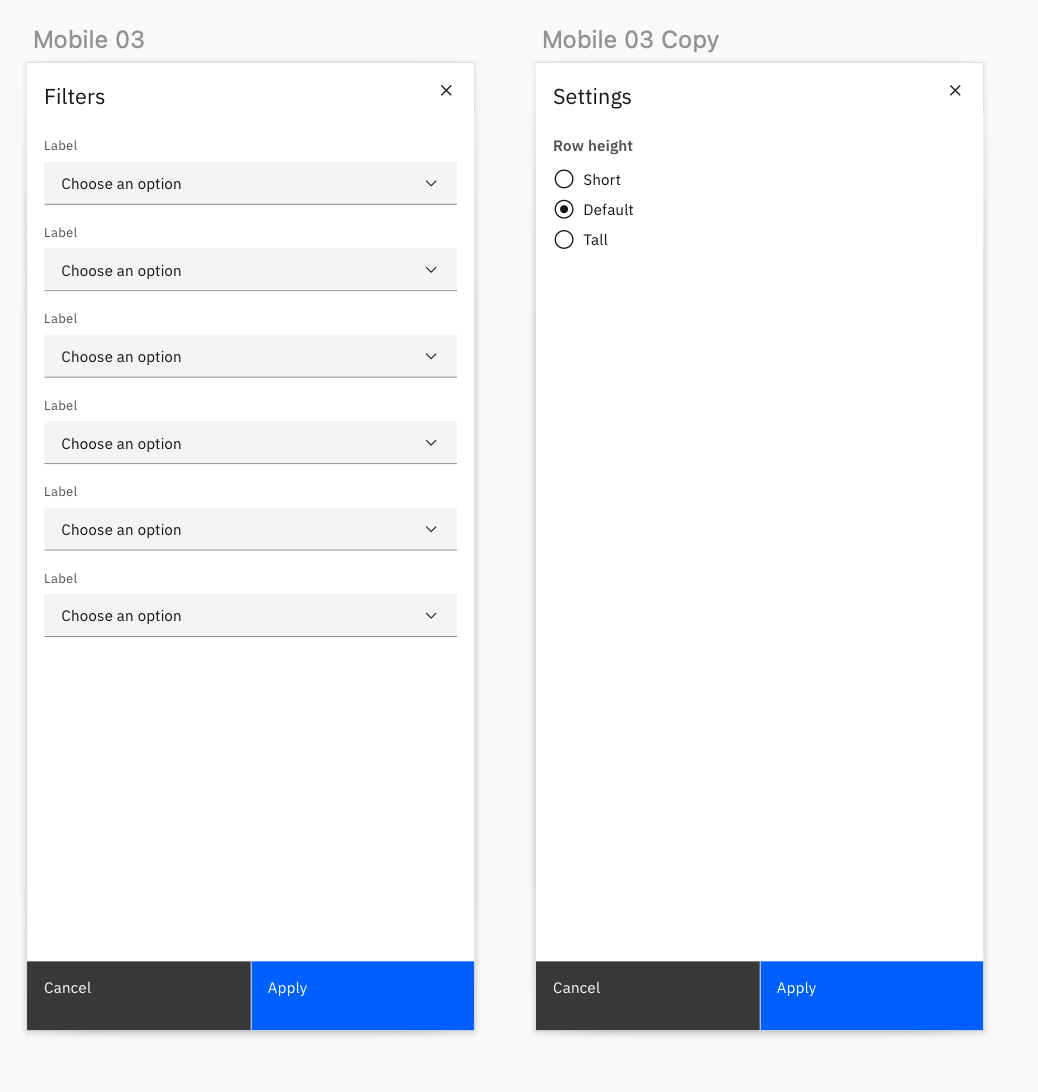 Mobile 03
Filters
Label
Choose an option
Label
Choose an option
Label
Choose an option
Label
Choose an option
Label
Choose an option
Label
Choose an option
Cancel
Apply
Mobile 03 Copy
Settings
Row height
Short
Default
Tall
Cancel
Apply